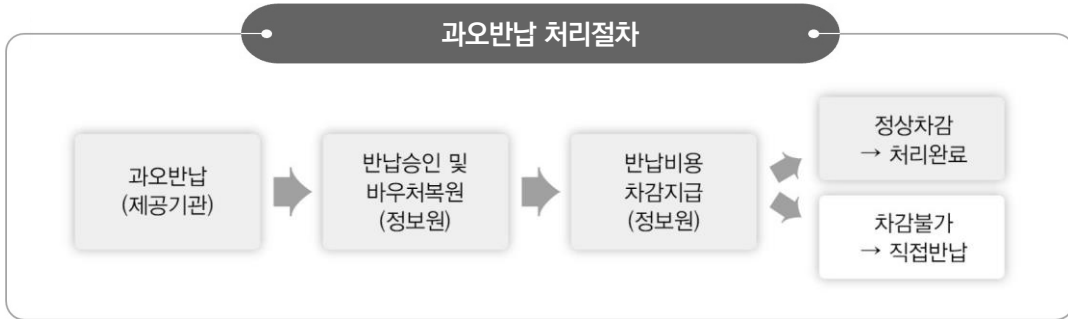 과오반납 처리절차
과오반납
(제공기관)
반납승인 및
바우처복원
(정보원)
반납비용
차감지급
(정보원)
정상차감
→ 처리완료
차감불가
→ 직접반납